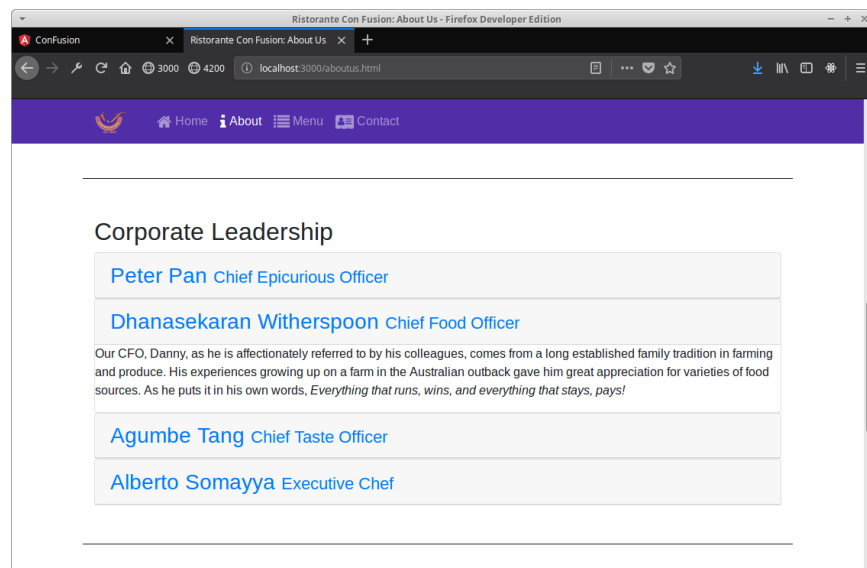 Ristorante Con Fusion: About Us - Firefox Developer Edition
ConFusion
Ristorante Con Fusion: About Us
3000 4200 localhost:3000/aboutus.html
Home About Menu Contact
Corporate Leadership
Peter Pan Chief Epicurious Officer
Dhanasekaran Witherspoon Chief Food Officer
Our CFO, Danny, as he is affectionately referred to by his colleagues, comes from a long established family tradition in farming
and produce. His experiences growing up on a farm in the Australian outback gave him great appreciation for varieties of food
sources. As he puts it in his own words, Everything that runs, wins, and everything that stays, pays!
Agumbe Tang Chief Taste Officer
Alberto Somayya Executive Chef